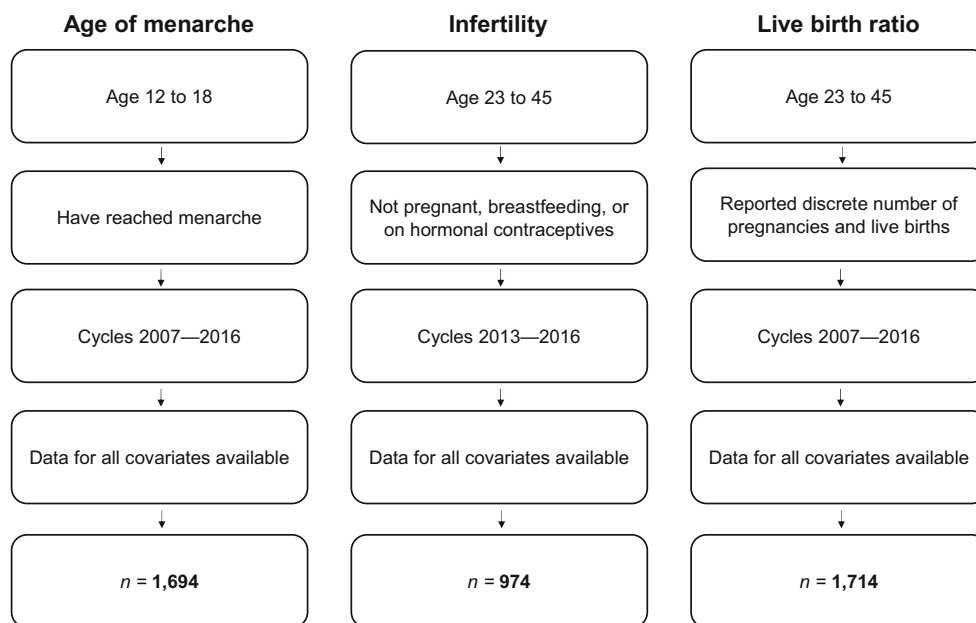 Age of menarche
Age 12 to 18
Have reached menarche
Cycles 2007—2016
Data for all covariates available
n = 1,694
Infertility
Age 23 to 45
Not pregnant, breastfeeding, or
on hormonal contraceptives
Cycles 2013—2016
Data for all covariates available
n = 974
Live birth ratio
Age 23 to 45
Reported discrete number of
pregnancies and live births
Cycles 2007—2016
Data for all covariates available
n = 1,714